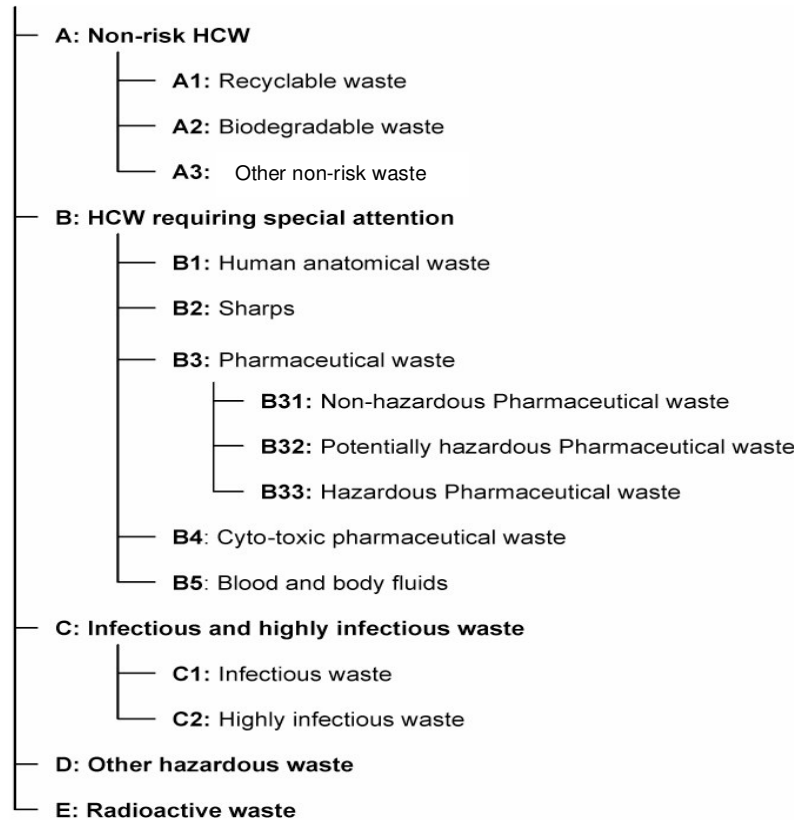 A: Non-risk HCW
A1: Recyclable waste
A2: Biodegradable waste
A3: Other non-risk waste
B: HCW requiring special attention
B1: Human anatomical waste
B2: Sharps
B3: Pharmaceutical waste
B31: Non-hazardous Pharmaceutical waste
B32: Potentially hazardous Pharmaceutical waste
B33: Hazardous Pharmaceutical waste
B4: Cyto-toxic pharmaceutical waste
B5: Blood and body fluids
C: Infectious and highly infectious waste
C1: Infectious waste
C2: Highly infectious waste
D: Other hazardous waste
E: Radioactive waste